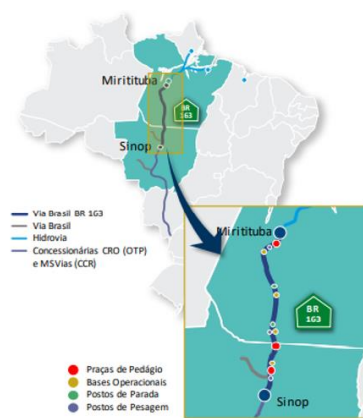 Miritituba
BR
163
Sinop
Via Brasil BR 163
Via Brasil
Hidrovia
Concessionárias CRO (OTP)
e MSVias (CCR)
Miritituba
BR
163
Sinop
Praças de Pedágio
Bases Operacionais
Postos de Parada
Postos de Pesagem